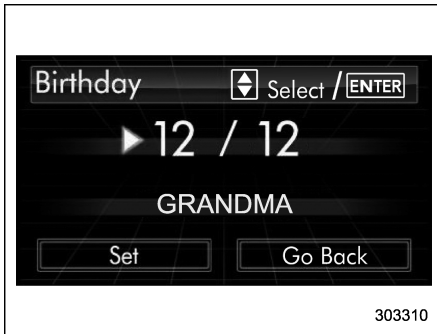 Birthday Select / ENTER
12 / 12
GRANDMA
Set Go Back
303310